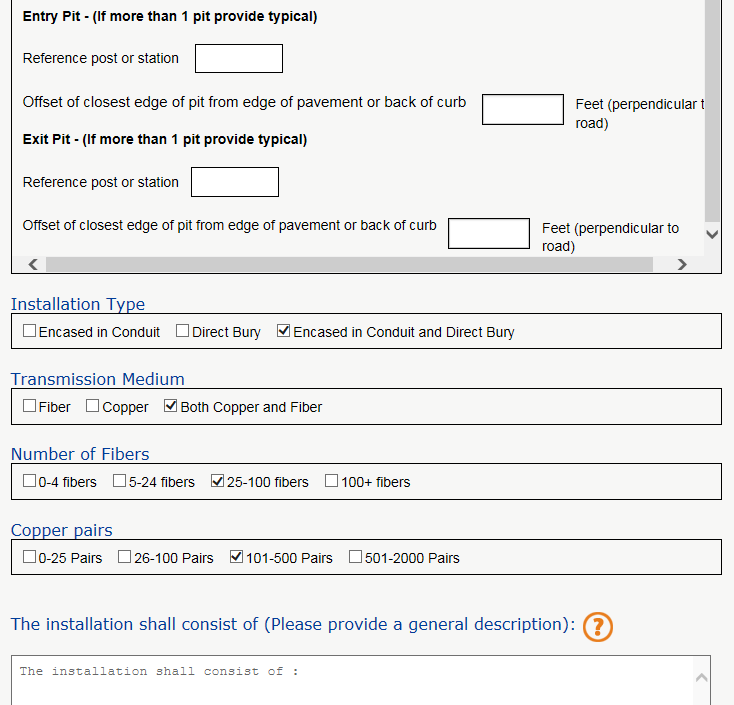 Entry Pit - (If more than 1 pit provide typical)
Reference post or station
Offset of closest edge of pit from edge of pavement or back of curb
Feet (perpendicular t
road)
Exit Pit - (If more than 1 pit provide typical)
Reference post or station
Offset of closest edge of pit from edge of pavement or back of curb
Feet (perpendicular to
road)
Installation Type
Encased in Conduit Direct Bury Encased in Conduit and Direct Bury
Transmission Medium
Fiber Copper Both Copper and Fiber
Number of Fibers
0-4 fibers 5-24 fibers 25-100 fibers 100+ fibers
Copper pairs
0-25 Pairs 26-100 Pairs 101-500 Pairs 501-2000 Pairs
The installation shall consist of (Please provide a general description): ?
The installation shall consist of :